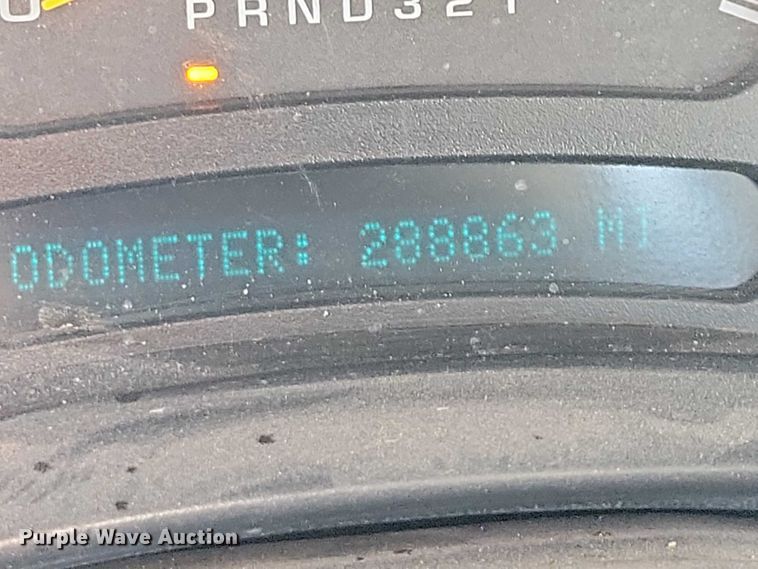 PRND321
ODOMETER: 288863 MI
Purple Wave Auction